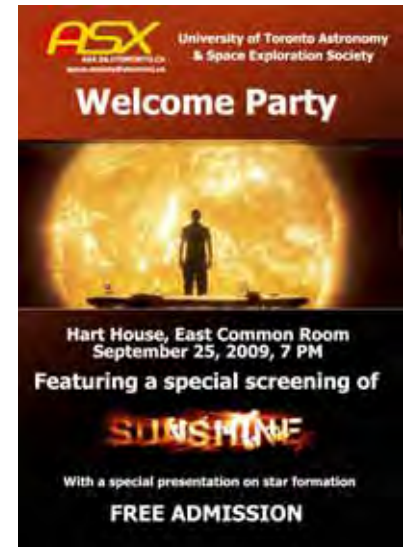 ASX
University of Toronto Astronomy
& Space Exploration Society
Welcome Party
Hart House, East Common Room
September 25, 2009, 7 PM
Featuring a special screening of
SUNSHINE
With a special presentation on star formation
FREE ADMISSION